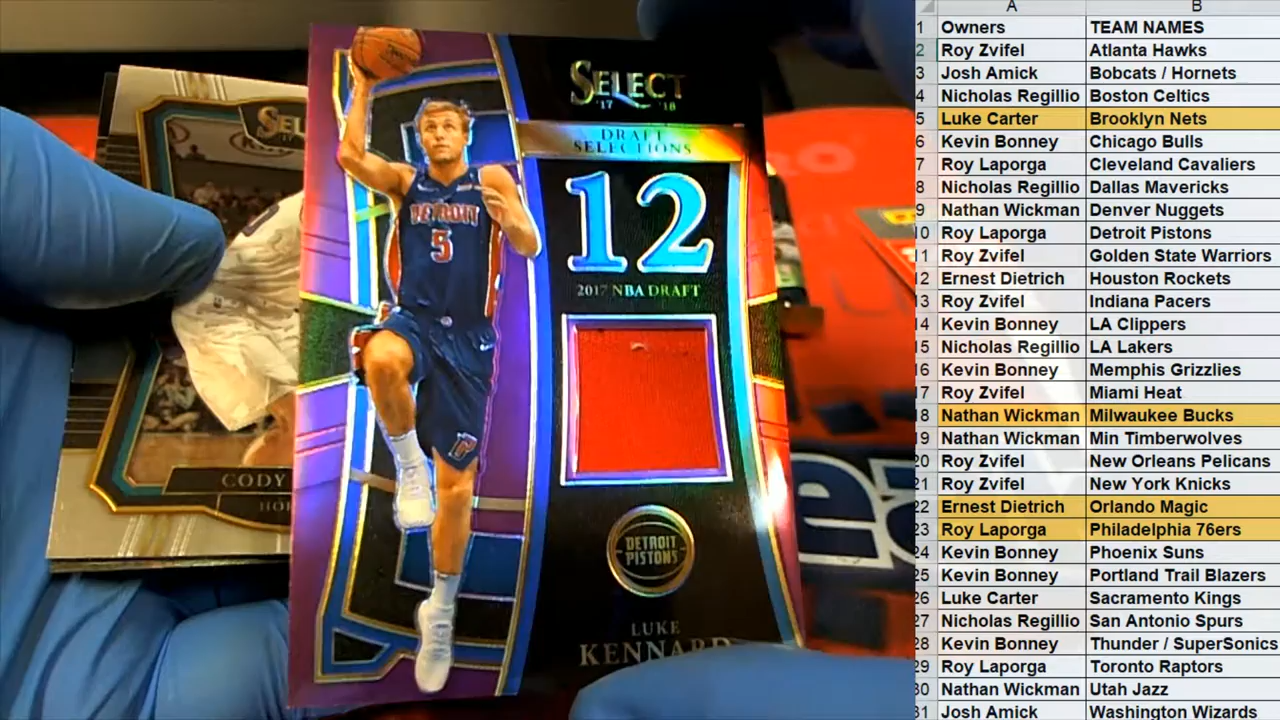 SELECT
'17 '18
DRAFT
SELECTIONS
12
2017 NBA DRAFT
DETROIT
5
DETROIT
PISTONS
LUKE
KENNARD
SEL
CODY
HOR
A B
1 Owners TEAM NAMES
2 Roy Zvifel Atlanta Hawks
3 Josh Amick Bobcats / Hornets
4 Nicholas Regillio Boston Celtics
5 Luke Carter Brooklyn Nets
6 Kevin Bonney Chicago Bulls
7 Roy Laporga Cleveland Cavaliers
8 Nicholas Regillio Dallas Mavericks
9 Nathan Wickman Denver Nuggets
10 Roy Laporga Detroit Pistons
11 Roy Zvifel Golden State Warriors
12 Ernest Dietrich Houston Rockets
13 Roy Zvifel Indiana Pacers
14 Kevin Bonney LA Clippers
15 Nicholas Regillio LA Lakers
16 Kevin Bonney Memphis Grizzlies
17 Roy Zvifel Miami Heat
18 Nathan Wickman Milwaukee Bucks
19 Nathan Wickman Min Timberwolves
20 Roy Zvifel New Orleans Pelicans
21 Roy Zvifel New York Knicks
22 Ernest Dietrich Orlando Magic
23 Roy Laporga Philadelphia 76ers
24 Kevin Bonney Phoenix Suns
25 Kevin Bonney Portland Trail Blazers
26 Luke Carter Sacramento Kings
27 Nicholas Regillio San Antonio Spurs
28 Kevin Bonney Thunder / SuperSonics
29 Roy Laporga Toronto Raptors
30 Nathan Wickman Utah Jazz
31 Josh Amick Washington Wizards